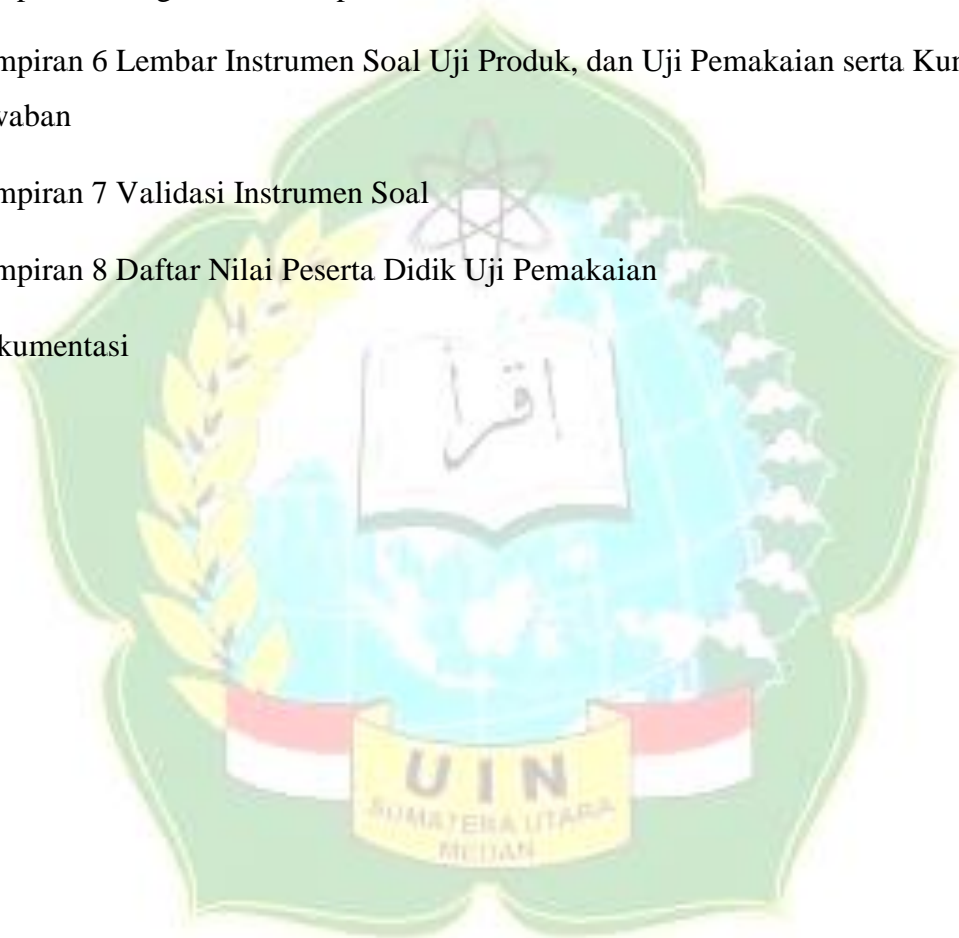 mpiran 6 Lembar Instrumen Soal Uji Produk, dan Uji Pemakaian serta Kun
waban
mpiran 7 Validasi Instrumen Soal
mpiran 8 Daftar Nilai Peserta Didik Uji Pemakaian
kumentasi
اقرأ
UIN
SUMATERA UTARA
MEDAN